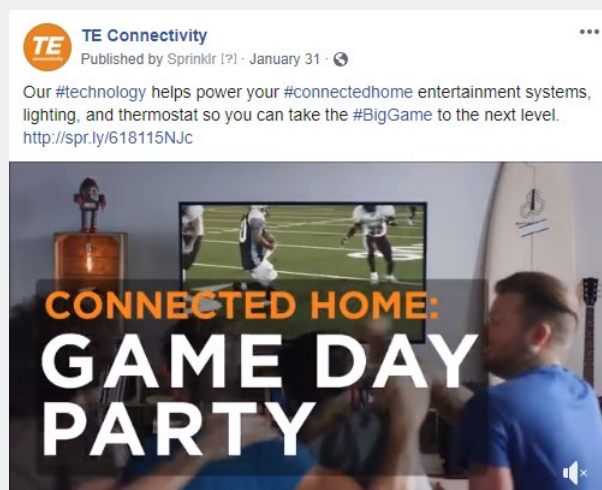 TE
connectivity
TE Connectivity
Published by Sprinklr [?] · January 31 ·
Our #technology helps power your #connectedhome entertainment systems,
lighting, and thermostat so you can take the #BigGame to the next level.
http://spr.ly/618115NJc
CONNECTED HOME:
GAME DAY
PARTY